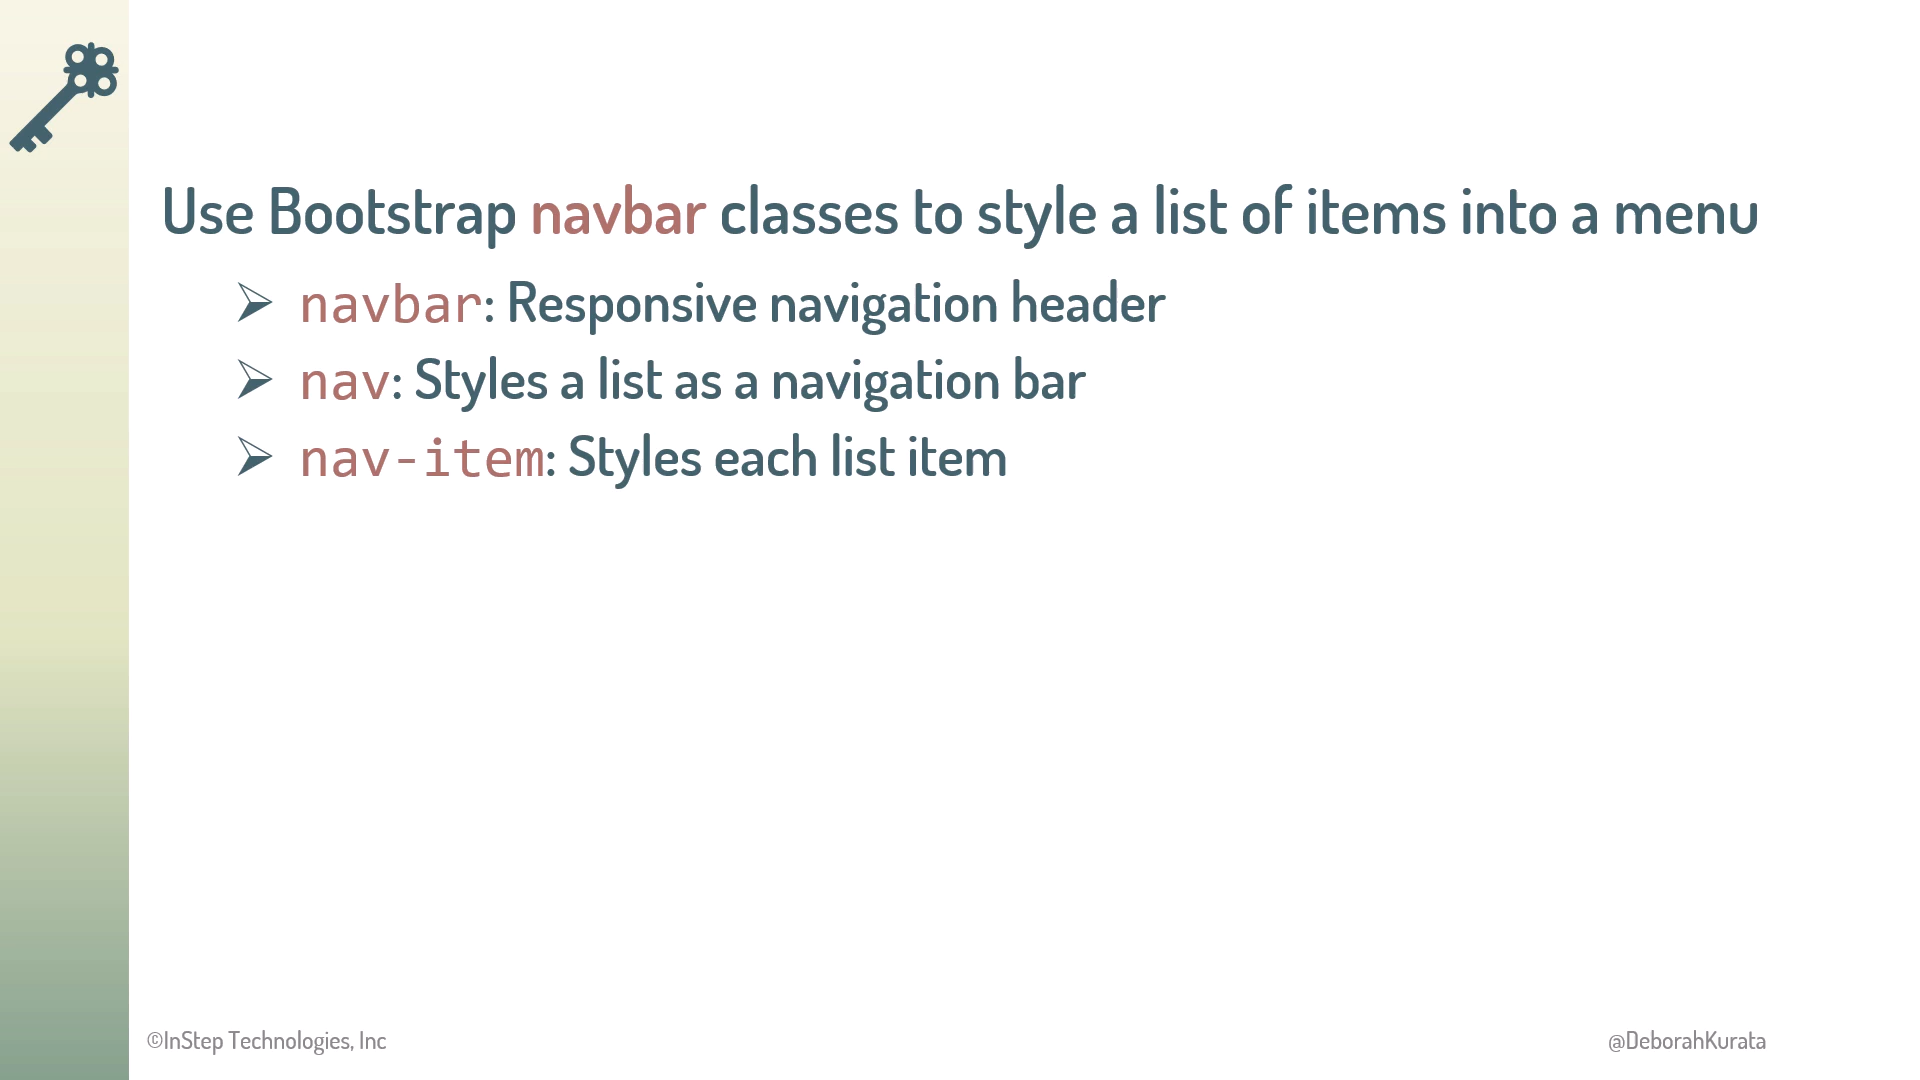 Use Bootstrap navbar classes to style a list of items into a menu
➢ navbar: Responsive navigation header
➢ nav: Styles a list as a navigation bar
➢ nav-item: Styles each list item
©InStep Technologies, Inc
@DeborahKurata